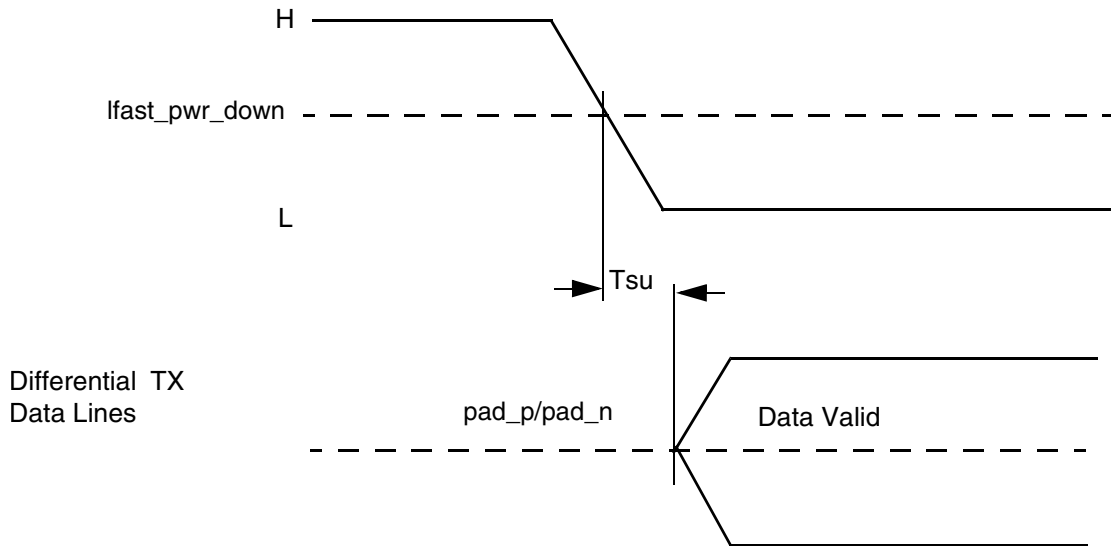 H
lfast_pwr_down
L
Tsu
Differential TX
Data Lines
pad_p/pad_n
Data Valid